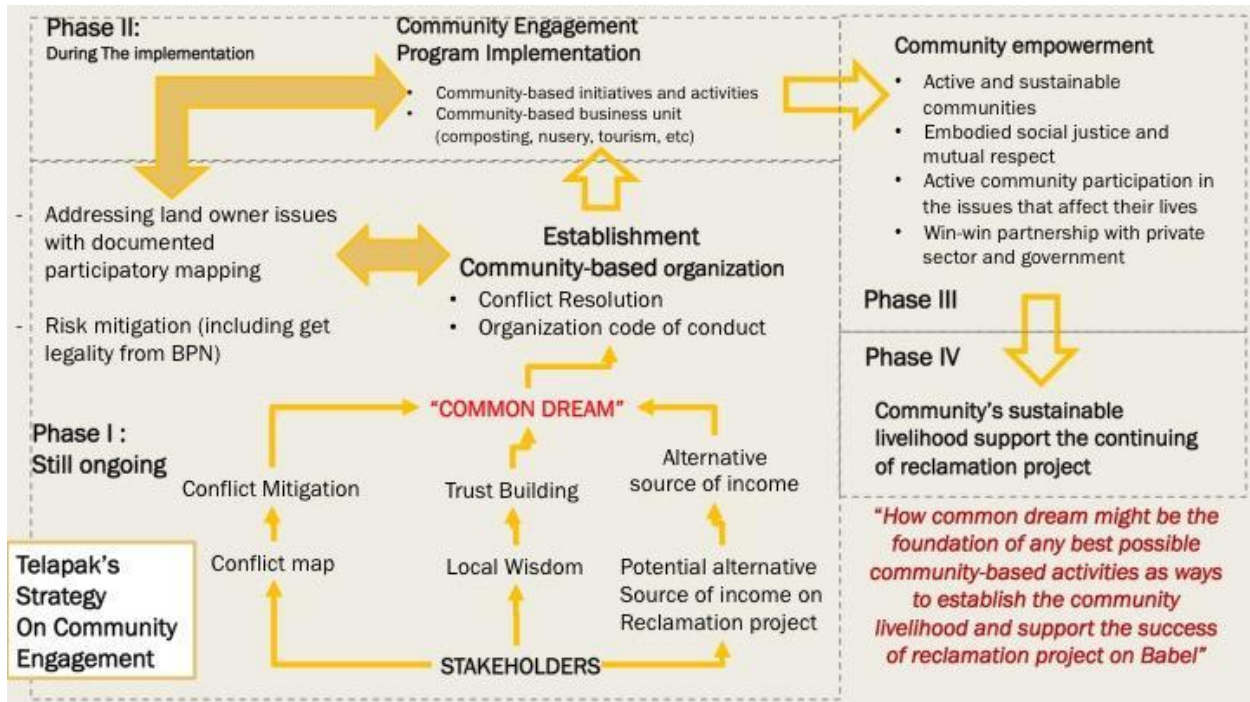 Phase II:
During The implementation
Community Engagement
Program Implementation
• Community-based initiatives and activities
• Community-based business unit
(composting, nusery, tourism, etc)
Community empowerment
• Active and sustainable
communities
• Embodied social justice and
mutual respect
• Active community participation in
the issues that affect their lives
• Win-win partnership with private
sector and government
Phase III
- Addressing land owner issues
with documented
participatory mapping
- Risk mitigation (including get
legality from BPN)
Establishment
Community-based organization
• Conflict Resolution
• Organization code of conduct
Phase IV
Community's sustainable
livelihood support the continuing
of reclamation project
"COMMON DREAM"
Phase I :
Still ongoing
Conflict Mitigation
Trust Building
Alternative
source of income
Conflict map
Local Wisdom
Potential alternative
Source of income on
Reclamation project
STAKEHOLDERS
Telapak's
Strategy
On Community
Engagement
"How common dream might be the
foundation of any best possible
community-based activities as ways
to establish the community
livelihood and support the success
of reclamation project on Babel"